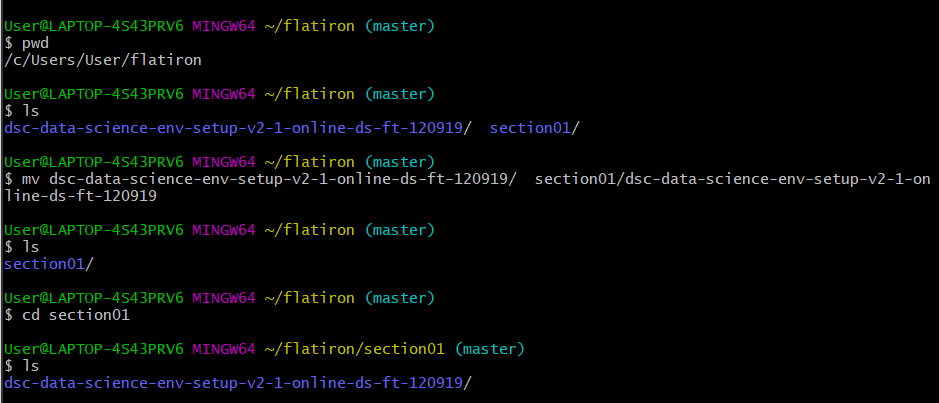 User@LAPTOP-4S43PRV6 MINGW64 ~/flatiron (master)
$ pwd
/c/Users/User/flatiron
User@LAPTOP-4S43PRV6 MINGW64 ~/flatiron (master)
$ ls
dsc-data-science-env-setup-v2-1-online-ds-ft-120919/  section01/
User@LAPTOP-4S43PRV6 MINGW64 ~/flatiron (master)
$ mv dsc-data-science-env-setup-v2-1-online-ds-ft-120919/  section01/dsc-data-science-env-setup-v2-1-on
line-ds-ft-120919
User@LAPTOP-4S43PRV6 MINGW64 ~/flatiron (master)
$ ls
section01/
User@LAPTOP-4S43PRV6 MINGW64 ~/flatiron (master)
$ cd section01
User@LAPTOP-4S43PRV6 MINGW64 ~/flatiron/section01 (master)
$ ls
dsc-data-science-env-setup-v2-1-online-ds-ft-120919/